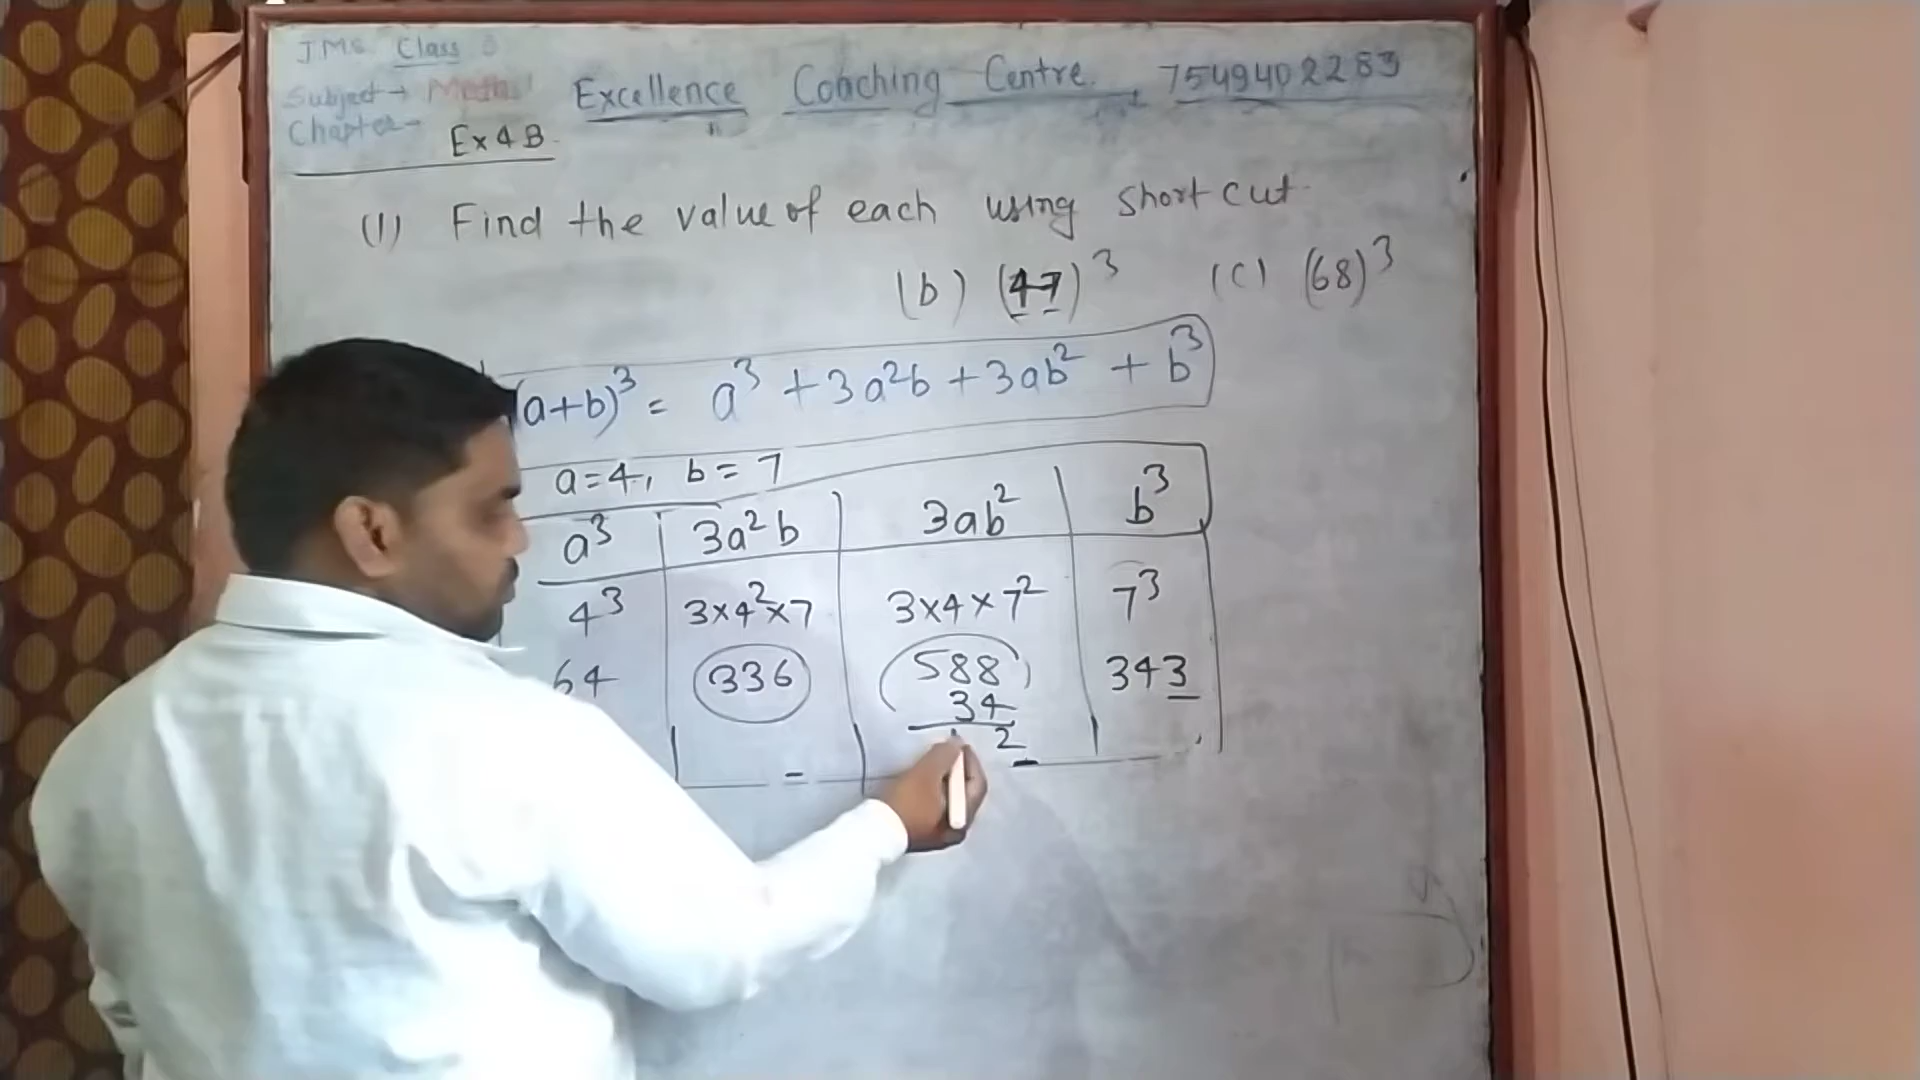 JMS Class 8
Subject → Maths
Chapter →
Ex 4 B
Excellence Coaching Centre. 7549402283
(1) Find the value of each using short cut
(b) (47)³ (C) (68)³
(a+b)³ = a³ + 3a²b + 3ab² + b³
a=4, b=7
a³ 3a²b 3ab² b³
4³ 3×4²×7 3×4×7² 7³
64 336 588 343
34
2